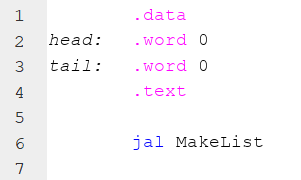 1 .data
2 head: .word 0
3 tail: .word 0
4 .text
5
6 jal MakeList
7